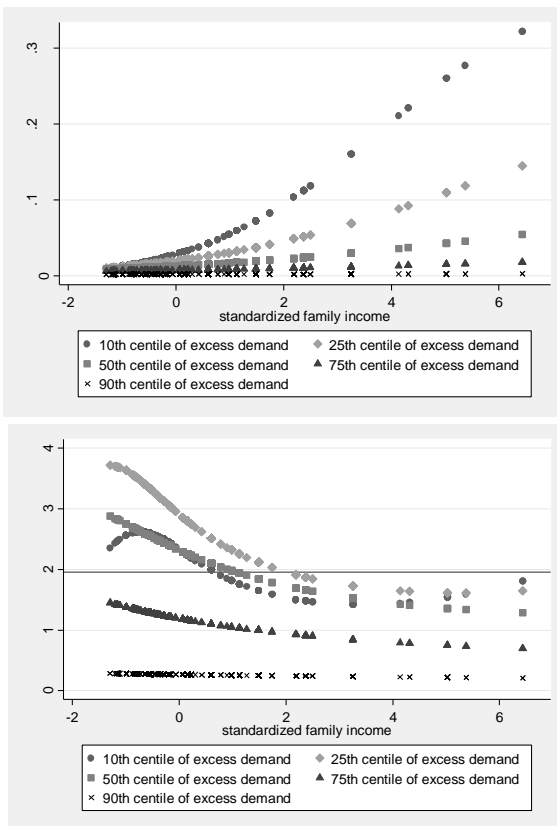 .3
.2
.1
0
-2 0 2 4 6
standardized family income
10th centile of excess demand 25th centile of excess demand
50th centile of excess demand 75th centile of excess demand
90th centile of excess demand
4
3
2
1
0
-2 0 2 4 6
standardized family income
10th centile of excess demand 25th centile of excess demand
50th centile of excess demand 75th centile of excess demand
90th centile of excess demand